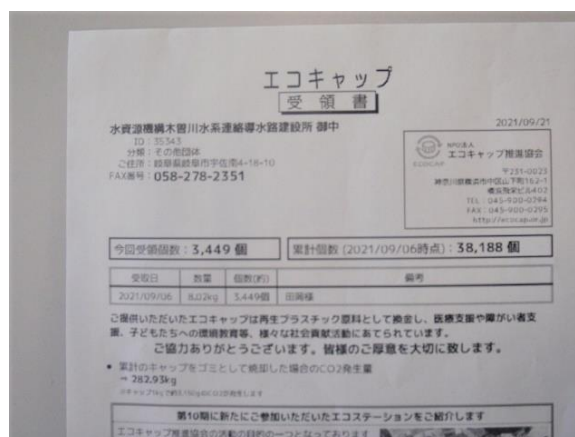 エコキャップ
受領書
水資源機構木曽川水系連絡導水路建設所 御中
ID:35343
分類:その他団体
ご住所:岐阜県岐阜市宇佐南4-18-10
FAX番号:058-278-2351
2021/09/21
ECOCAP
NPO法人
エコキャップ推進協会
〒231-0023
神奈川県横浜市中区山下町162-1
横浜飛栄ビル402
TEL:045-900-0294
FAX:045-900-0295
http://ecocap.or.jp
今回受領個数:3,449 個
累計個数 (2021/09/06時点):38,188 個
受取日 数量 個数(約) 備考
2021/09/06 8.02kg 3,449個
ご提供いただいたエコキャップは再生プラスチック原料として換金し、医療支援や障がい者支
援、子どもたちへの環境教育等、様々な社会貢献活動にあてられています。
ご協力ありがとうございます。皆様のご厚意を大切に致します。
• 累計のキャップをゴミとして焼却した場合のCO2発生量
→ 282.93kg
第10期に新たにご参加いただいたエコステーションをご紹介します
エコキャップ推進協会の活動の目的の一つとなっております